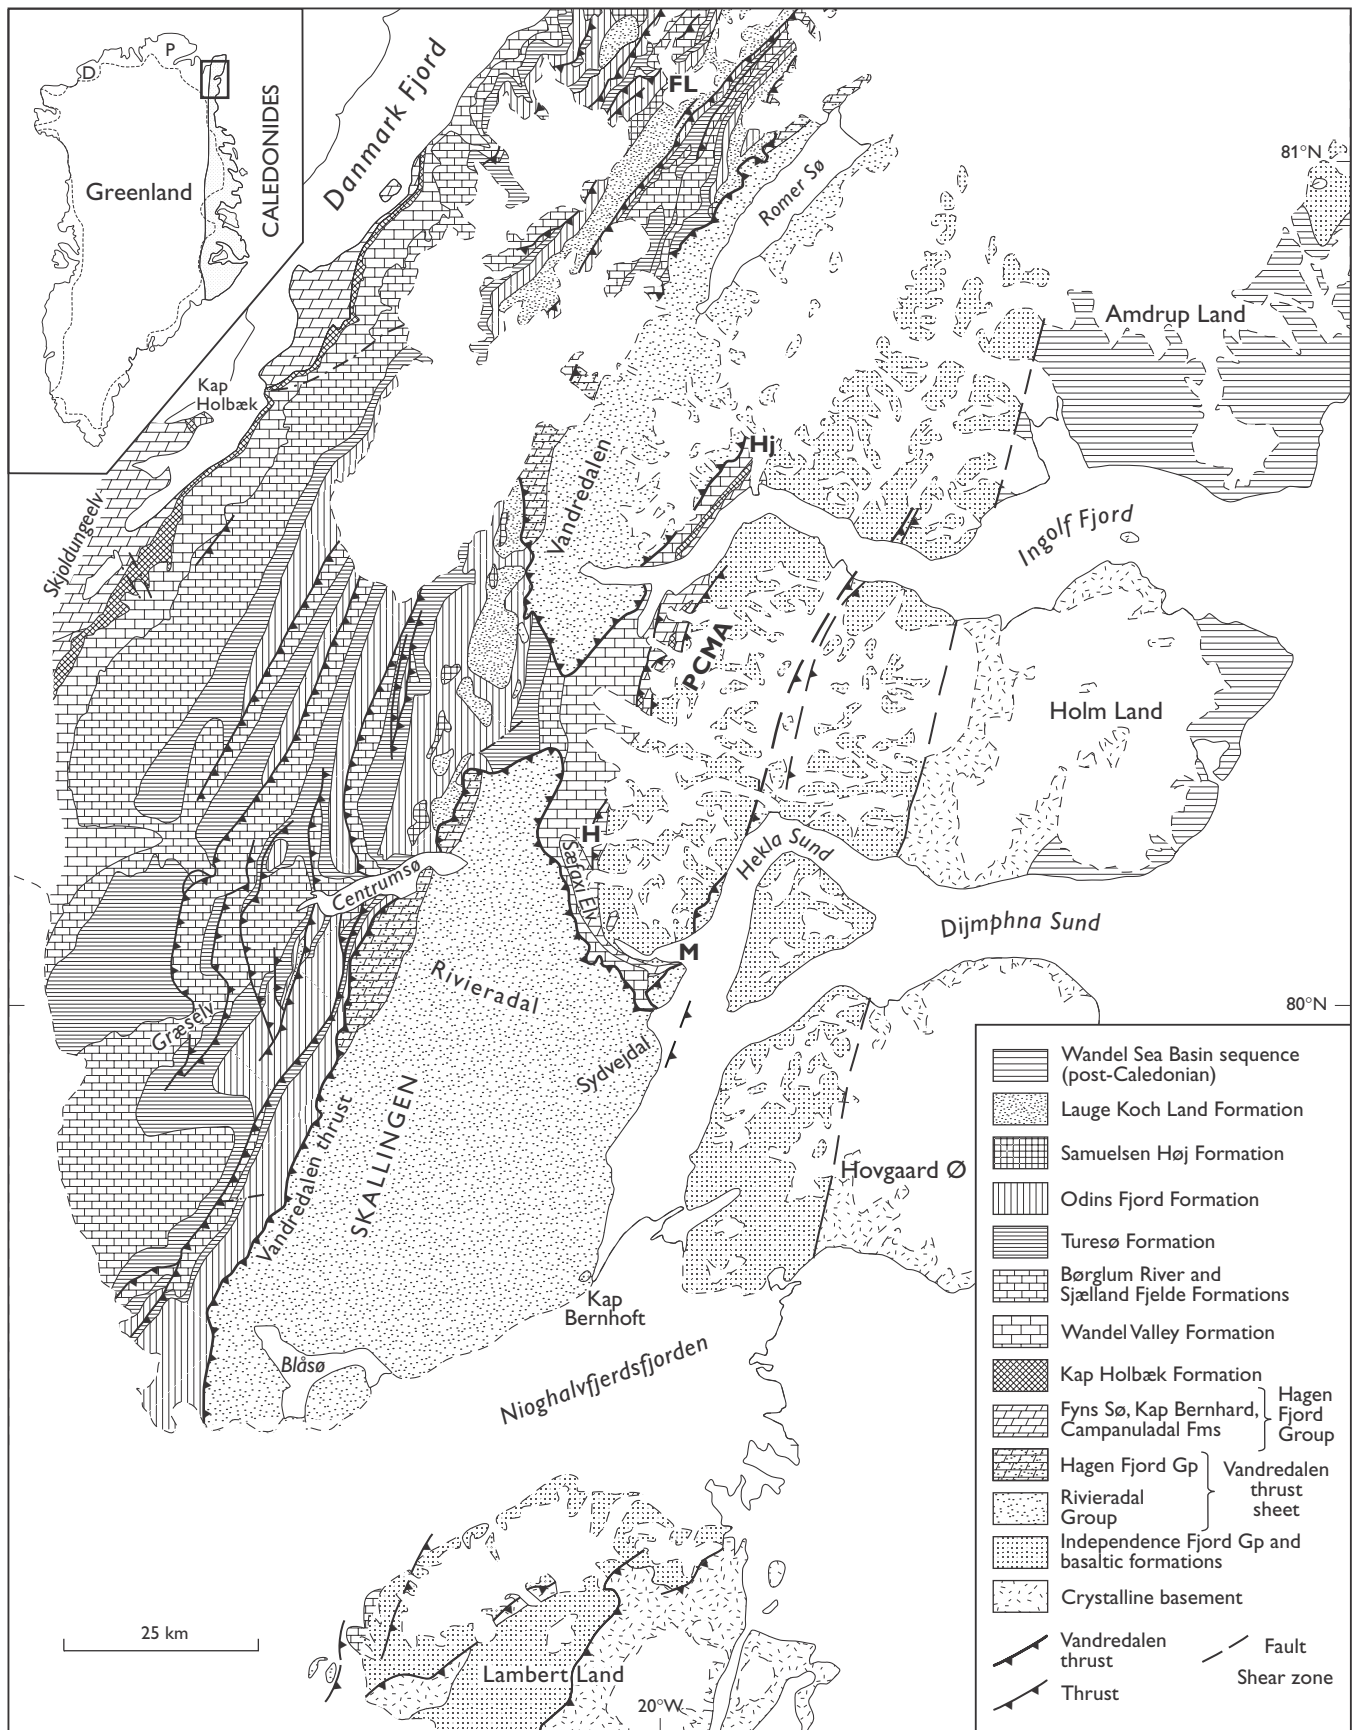 P
D
Greenland
CALEDONIDES
Danmark Fjord
FL
81°N
Romer Sø
Amdrup Land
Kap
Holbæk
Skjoldungeelv
Vandredalen
Hj
Ingolf Fjord
PCMA
Holm Land
H
Sæfaxi Elv
Hekla Sund
Centrumsø
Dijmphna Sund
M
Rivieradal
80°N
Græselv
Sydvejdal
SKALLINGEN
Vandredalen thrust
Hovgaard Ø
Kap
Bernhoft
Blåsø
Nioghalvfjerdsfjorden
25 km
Lambert Land
20°W
Wandel Sea Basin sequence
(post-Caledonian)
Lauge Koch Land Formation
Samuelsen Høj Formation
Odins Fjord Formation
Turesø Formation
Børglum River and
Sjælland Fjelde Formations
Wandel Valley Formation
Kap Holbæk Formation
Fyns Sø, Kap Bernhard,
Campanuladal Fms
Hagen
Fjord
Group
Hagen Fjord Gp
Rivieradal
Group
Vandredalen
thrust
sheet
Independence Fjord Gp and
basaltic formations
Crystalline basement
Vandredalen
thrust
Thrust
Fault
Shear zone